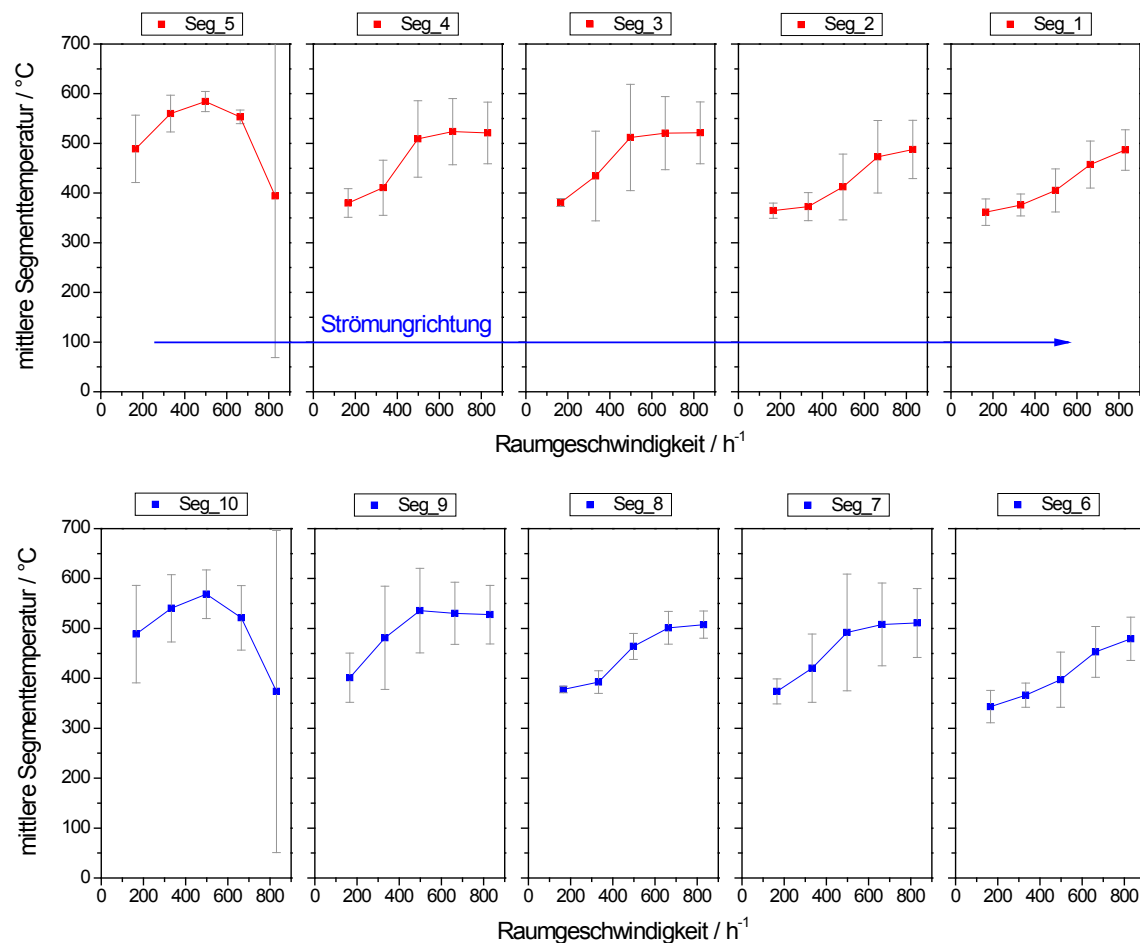 Seg_5 Seg_4 Seg_3 Seg_2 Seg_1
mittlere Segmenttemperatur / °C
700
600
500
400
300
200
100
0
Strömungrichtung
0 200 400 600 800 0 200 400 600 800 0 200 400 600 800 0 200 400 600 800 0 200 400 600 800
Raumgeschwindigkeit / h⁻¹
Seg_10 Seg_9 Seg_8 Seg_7 Seg_6
mittlere Segmenttemperatur / °C
700
600
500
400
300
200
100
0
0 200 400 600 800 0 200 400 600 800 0 200 400 600 800 0 200 400 600 800 0 200 400 600 800
Raumgeschwindigkeit / h⁻¹